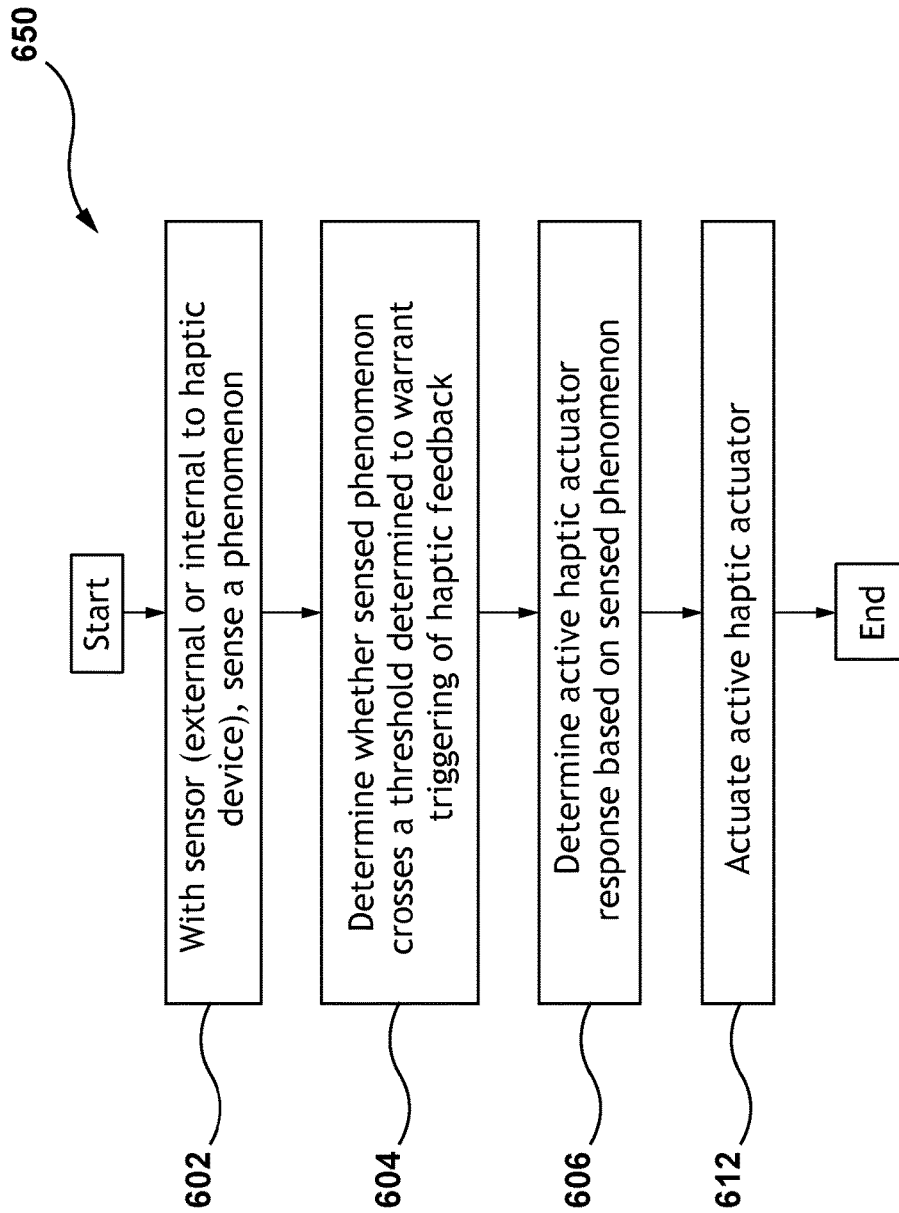 650
Start
602
With sensor (external or internal to haptic
device), sense a phenomenon
604
Determine whether sensed phenomenon
crosses a threshold determined to warrant
triggering of haptic feedback
606
Determine active haptic actuator
response based on sensed phenomenon
612
Actuate active haptic actuator
End